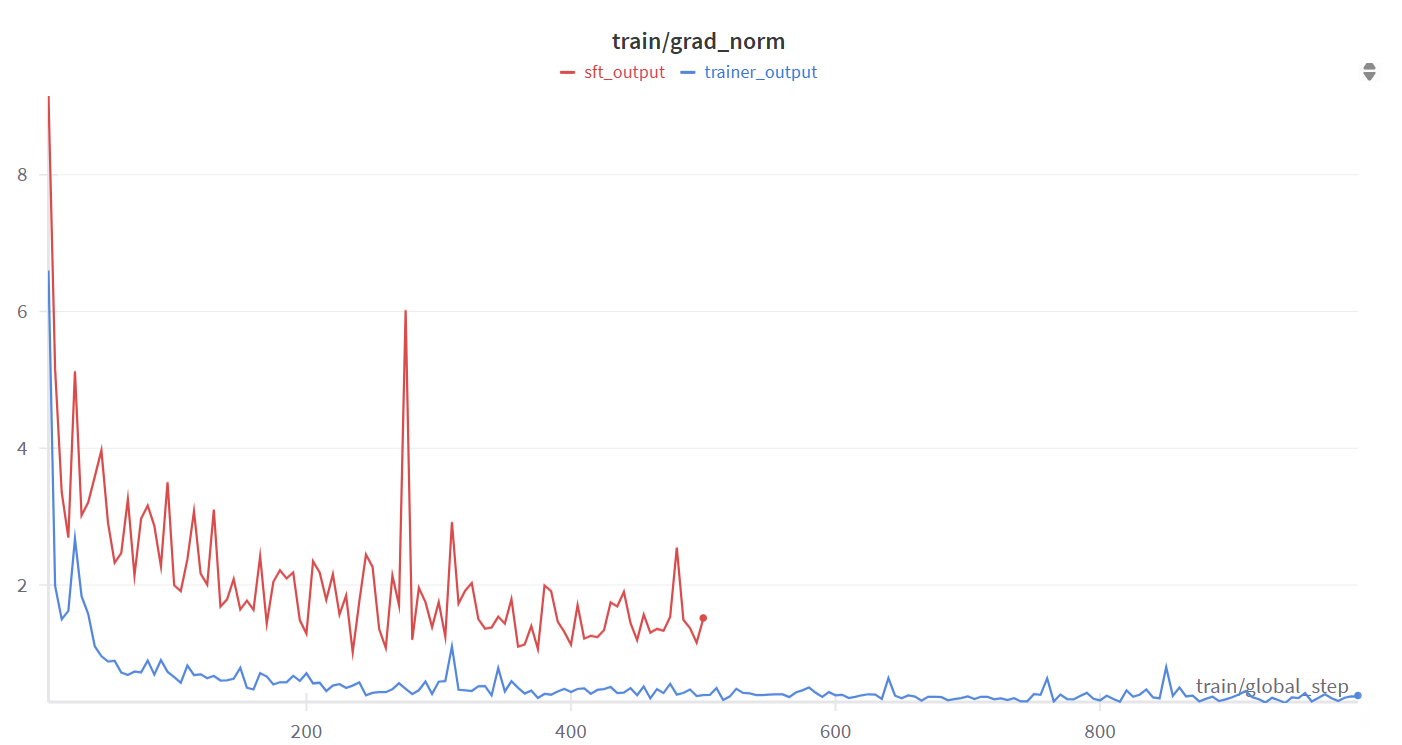 train/grad_norm
sft_output trainer_output
8
6
4
2
train/global_step
200 400 600 800